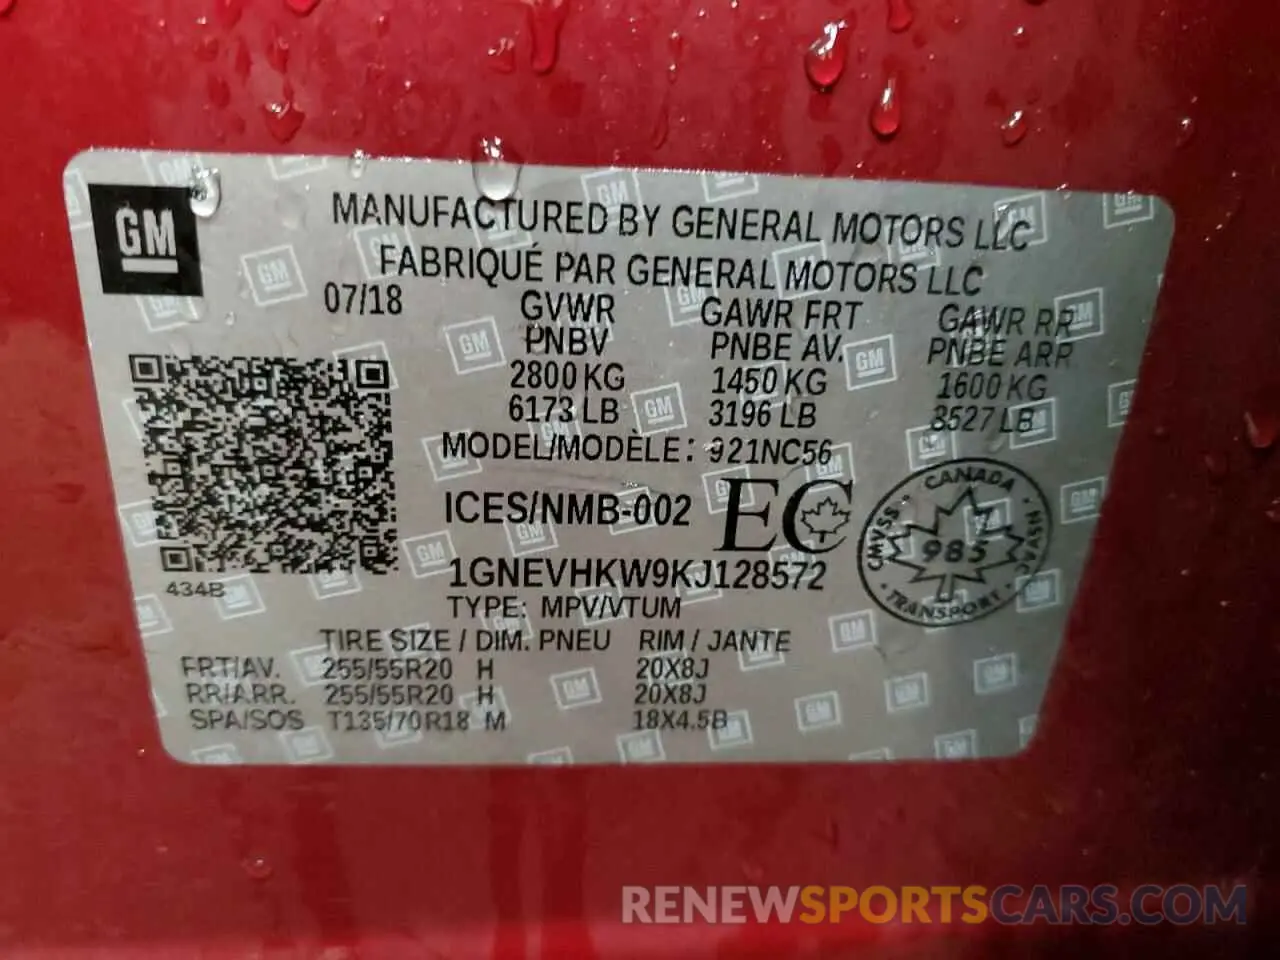 GM
MANUFACTURED BY GENERAL MOTORS LLC
FABRIQUÉ PAR GENERAL MOTORS LLC
07/18 GVWR GAWR FRT GAWR RR
PNBV PNBE AV. PNBE ARR
2800 KG 1450 KG 1600 KG
6173 LB 3196 LB 3527 LB
MODEL/MODÈLE: 921NC56
ICES/NMB-002 EC
CANADA
CMVSS 983 NSVAC
TRANSPORT
434B
1GNEVHKW9KJ128572
TYPE: MPV/VTUM
TIRE SIZE / DIM. PNEU RIM / JANTE
FRT/AV. 255/55R20 H 20X8J
RR/ARR. 255/55R20 H 20X8J
SPA/SOS T135/70R18 M 18X4.5B
RENEWSPORTSCARS.COM